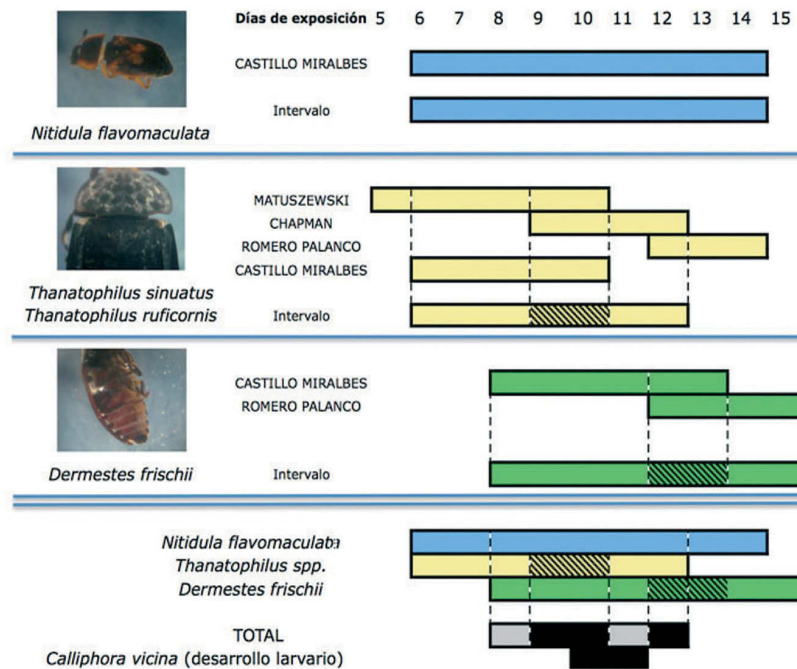 Días de exposición 5 6 7 8 9 10 11 12 13 14 15
CASTILLO MIRALBES
Intervalo
Nitidula flavomaculata
MATUSZEWSKI
CHAPMAN
ROMERO PALANCO
CASTILLO MIRALBES
Thanatophilus sinuatus
Thanatophilus ruficornis
Intervalo
CASTILLO MIRALBES
ROMERO PALANCO
Dermestes frischii
Intervalo
Nitidula flavomaculata
Thanatophilus spp.
Dermestes frischii
TOTAL
Calliphora vicina (desarrollo larvario)